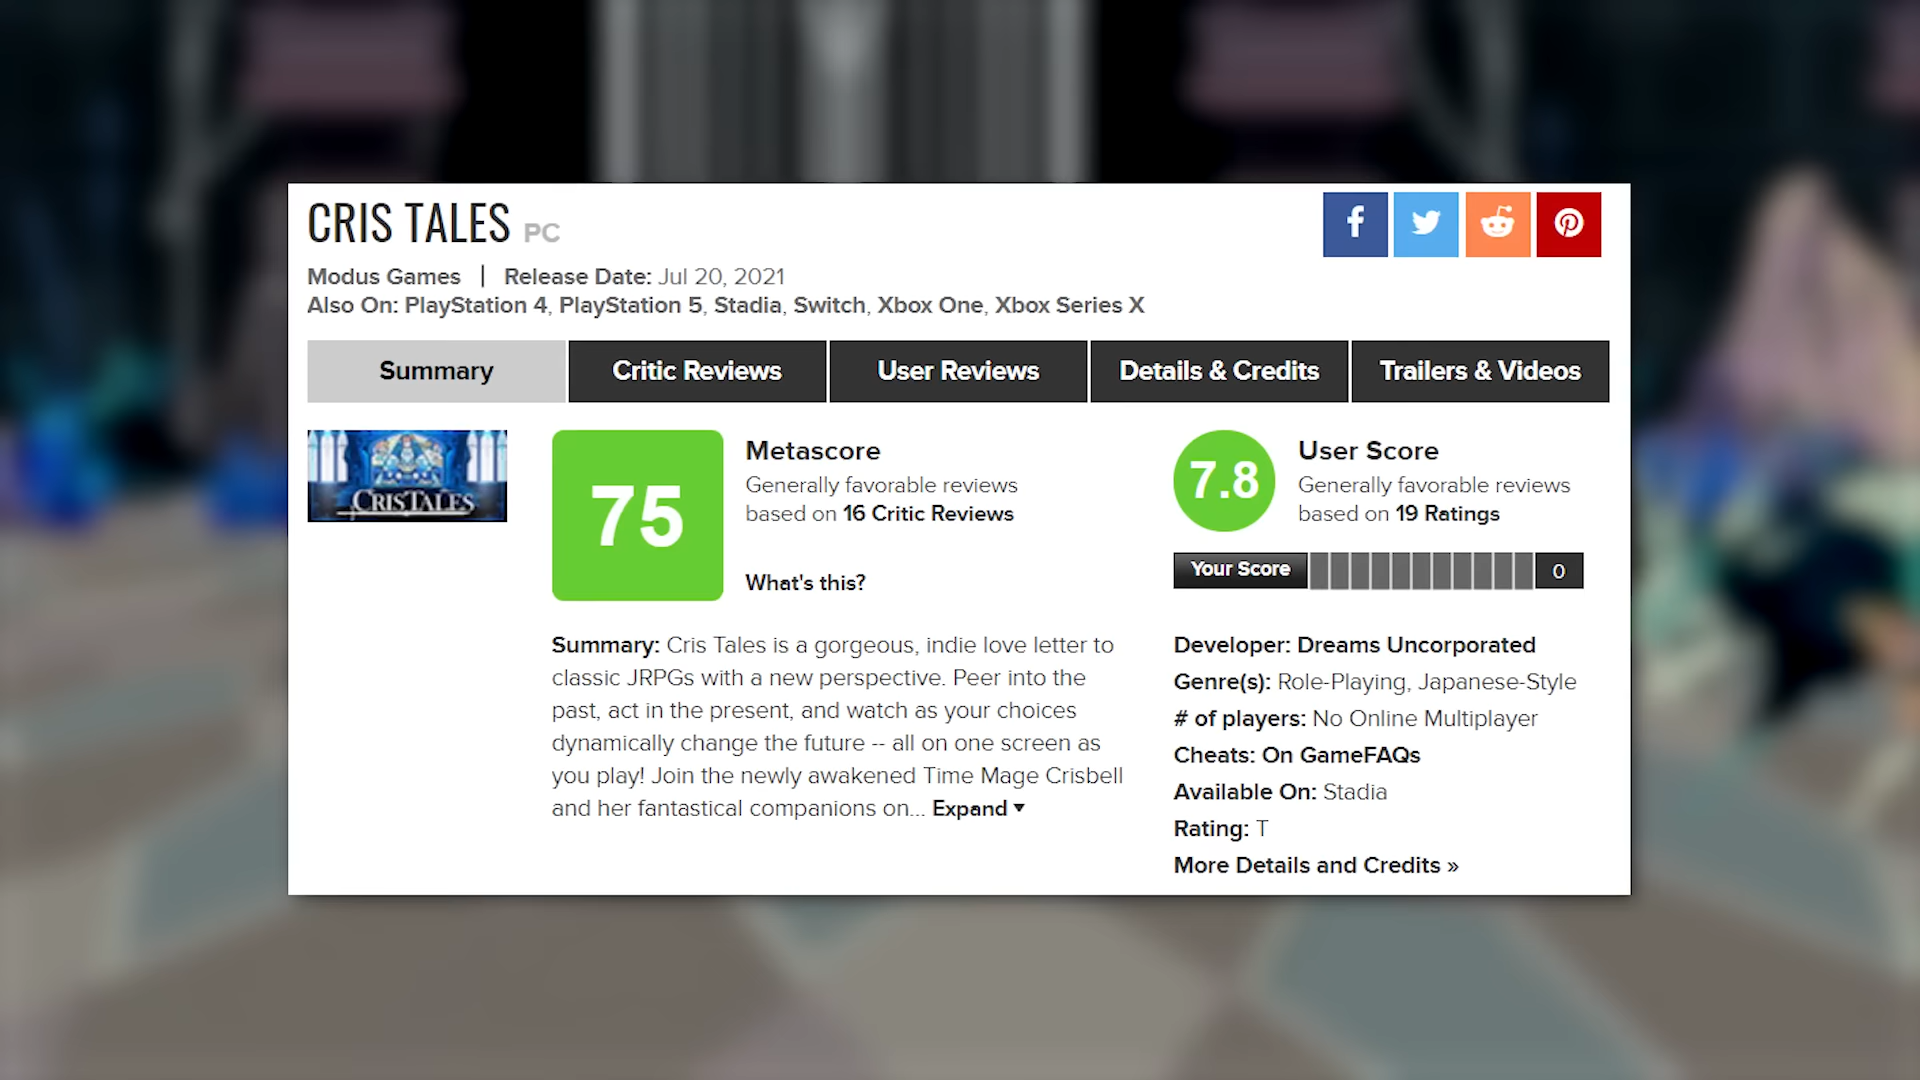 CRIS TALES PC
Modus Games | Release Date: Jul 20, 2021
Also On: PlayStation 4, PlayStation 5, Stadia, Switch, Xbox One, Xbox Series X
Summary
Critic Reviews
User Reviews
Details & Credits
Trailers & Videos
CRIS TALES
75
Metascore
Generally favorable reviews
based on 16 Critic Reviews
What's this?
7.8
User Score
Generally favorable reviews
based on 19 Ratings
Your Score
0
Summary: Cris Tales is a gorgeous, indie love letter to
classic JRPGs with a new perspective. Peer into the
past, act in the present, and watch as your choices
dynamically change the future -- all on one screen as
you play! Join the newly awakened Time Mage Crisbell
and her fantastical companions on... Expand
Developer: Dreams Uncorporated
Genre(s): Role-Playing, Japanese-Style
# of players: No Online Multiplayer
Cheats: On GameFAQs
Available On: Stadia
Rating: T
More Details and Credits »